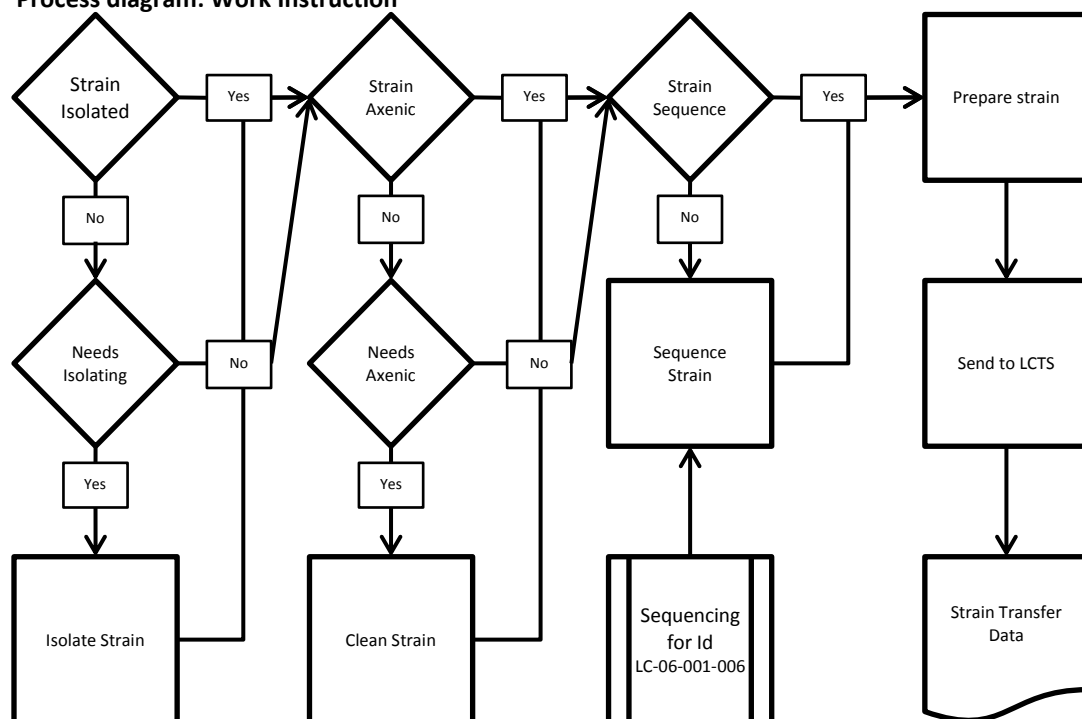 Process diagram: Work Instruction
Strain
Isolated
Yes
Strain
Axenic
Yes
Strain
Sequence
Yes
Prepare strain
No
No
No
Needs
Isolating
No
Needs
Axenic
No
Sequence
Strain
Send to LCTS
Yes
Yes
Isolate Strain
Clean Strain
Sequencing
for Id
LC-06-001-006
Strain Transfer
Data